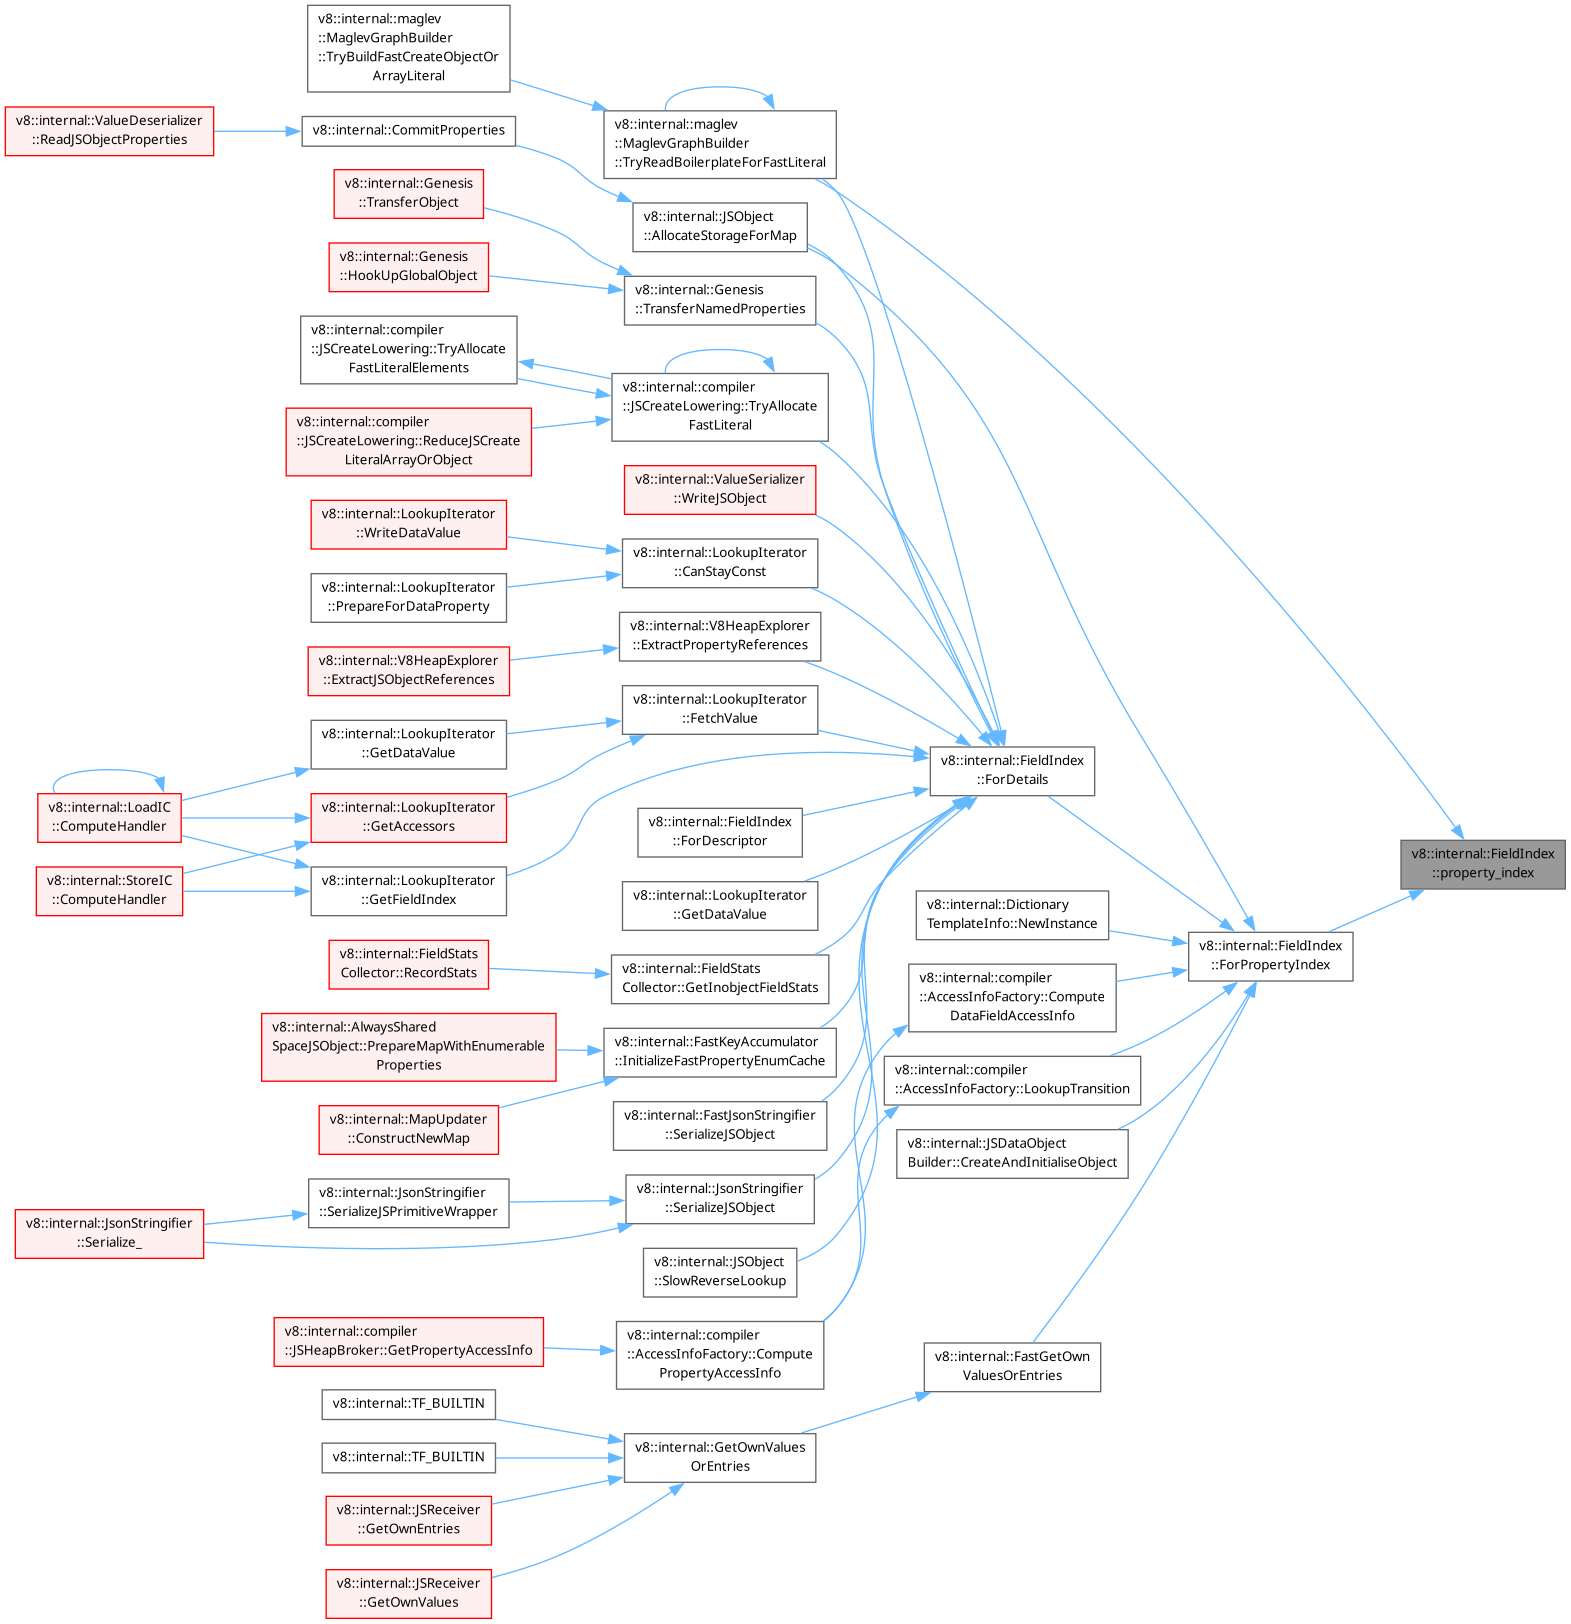 v8::internal::maglev
::MaglevGraphBuilder
::TryBuildFastCreateObjectOr
ArrayLiteral
v8::internal::ValueDeserializer
::ReadJSObjectProperties
v8::internal::CommitProperties
v8::internal::maglev
::MaglevGraphBuilder
::TryReadBoilerplateForFastLiteral
v8::internal::Genesis
::TransferObject
v8::internal::JSObject
::AllocateStorageForMap
v8::internal::Genesis
::HookUpGlobalObject
v8::internal::Genesis
::TransferNamedProperties
v8::internal::compiler
::JSCreateLowering::TryAllocate
FastLiteralElements
v8::internal::compiler
::JSCreateLowering::TryAllocate
FastLiteral
v8::internal::compiler
::JSCreateLowering::ReduceJSCreate
LiteralArrayOrObject
v8::internal::ValueSerializer
::WriteJSObject
v8::internal::LookupIterator
::WriteDataValue
v8::internal::LookupIterator
::CanStayConst
v8::internal::LookupIterator
::PrepareForDataProperty
v8::internal::V8HeapExplorer
::ExtractPropertyReferences
v8::internal::V8HeapExplorer
::ExtractJSObjectReferences
v8::internal::LookupIterator
::FetchValue
v8::internal::LookupIterator
::GetDataValue
v8::internal::FieldIndex
::ForDetails
v8::internal::LoadIC
::ComputeHandler
v8::internal::LookupIterator
::GetAccessors
v8::internal::FieldIndex
::ForDescriptor
v8::internal::FieldIndex
::property_index
v8::internal::StoreIC
::ComputeHandler
v8::internal::LookupIterator
::GetFieldIndex
v8::internal::LookupIterator
::GetDataValue
v8::internal::Dictionary
TemplateInfo::NewInstance
v8::internal::FieldIndex
::ForPropertyIndex
v8::internal::FieldStats
Collector::RecordStats
v8::internal::FieldStats
Collector::GetInobjectFieldStats
v8::internal::compiler
::AccessInfoFactory::Compute
DataFieldAccessInfo
v8::internal::AlwaysShared
SpaceJSObject::PrepareMapWithEnumerable
Properties
v8::internal::FastKeyAccumulator
::InitializeFastPropertyEnumCache
v8::internal::compiler
::AccessInfoFactory::LookupTransition
v8::internal::MapUpdater
::ConstructNewMap
v8::internal::FastJsonStringifier
::SerializeJSObject
v8::internal::JSDataObject
Builder::CreateAndInitialiseObject
v8::internal::JsonStringifier
::SerializeJSPrimitiveWrapper
v8::internal::JsonStringifier
::SerializeJSObject
v8::internal::JsonStringifier
::Serialize_
v8::internal::JSObject
::SlowReverseLookup
v8::internal::compiler
::JSHeapBroker::GetPropertyAccessInfo
v8::internal::compiler
::AccessInfoFactory::Compute
PropertyAccessInfo
v8::internal::FastGetOwn
ValuesOrEntries
v8::internal::TF_BUILTIN
v8::internal::TF_BUILTIN
v8::internal::GetOwnValues
OrEntries
v8::internal::JSReceiver
::GetOwnEntries
v8::internal::JSReceiver
::GetOwnValues